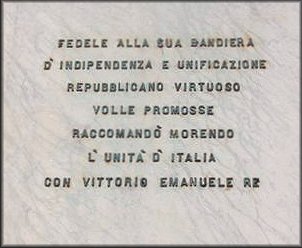 FEDELE ALLA SUA BANDIERA
D'INDIPENDENZA E UNIFICAZIONE
REPUBBLICANO VIRTUOSO
VOLLE PROMOSSE
RACCOMANDÒ MORENDO
L'UNITÀ D'ITALIA
CON VITTORIO EMANUELE RE